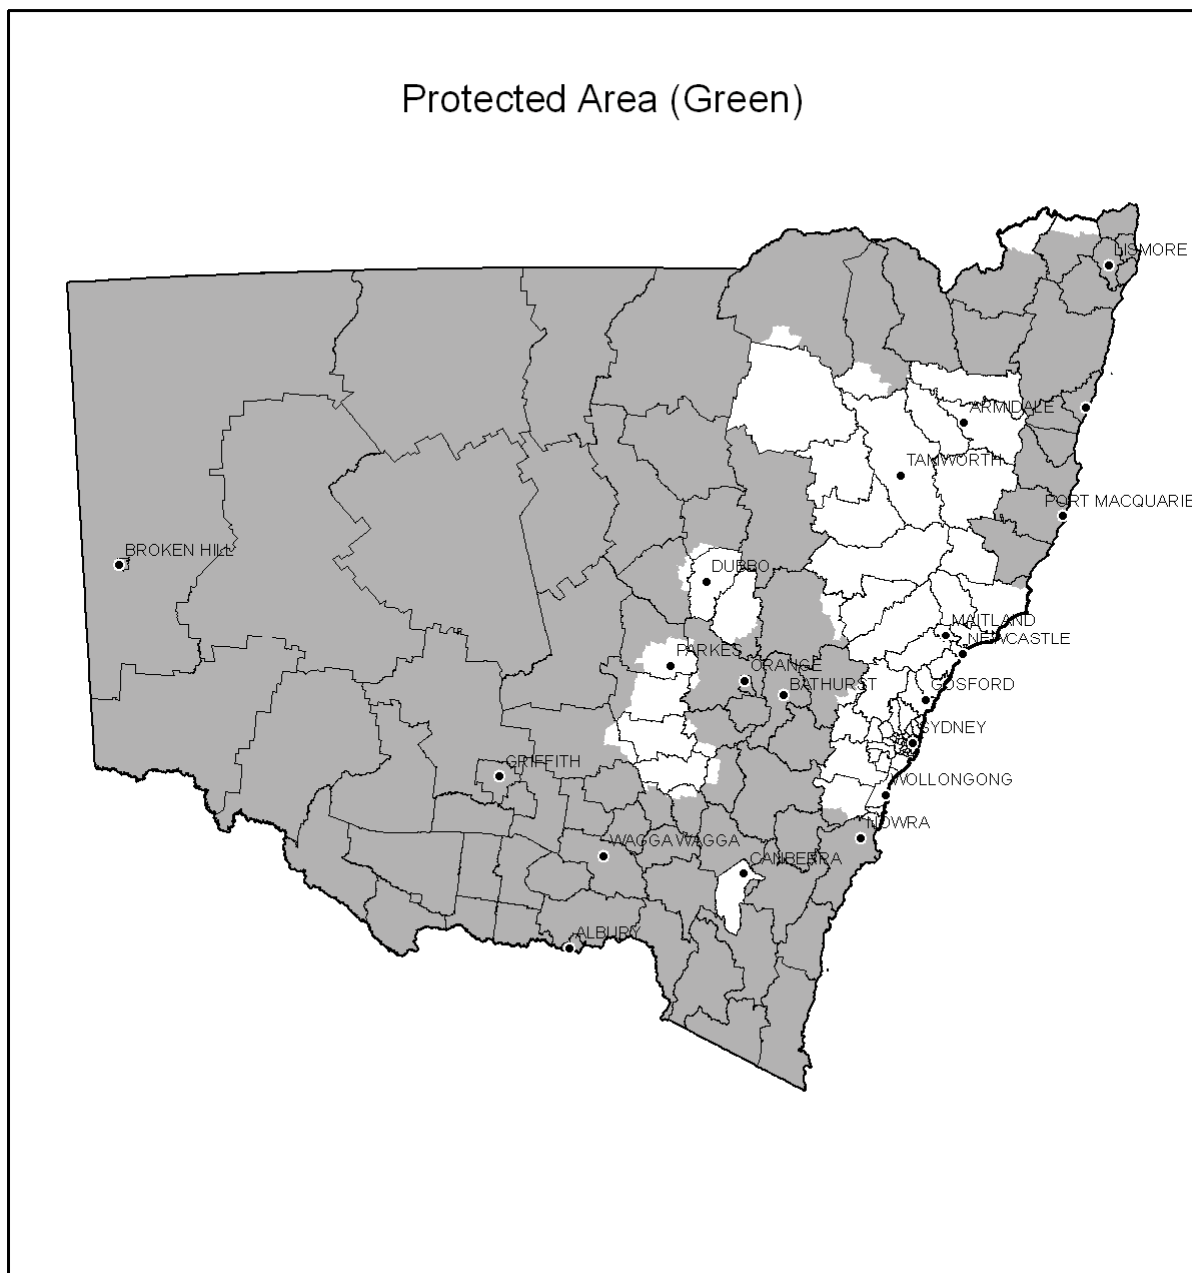 Protected Area (Green)
LISMORE
ARMIDALE
TAMWORTH
PORT MACQUARIE
BROKEN HILL
DUBBO
MAITLAND
NEWCASTLE
PARKES
ORANGE
BATHURST
GOSFORD
SYDNEY
GRIFFITH
WOLLONGONG
NOWRA
WAGGA WAGGA
CANBERRA
ALBURY